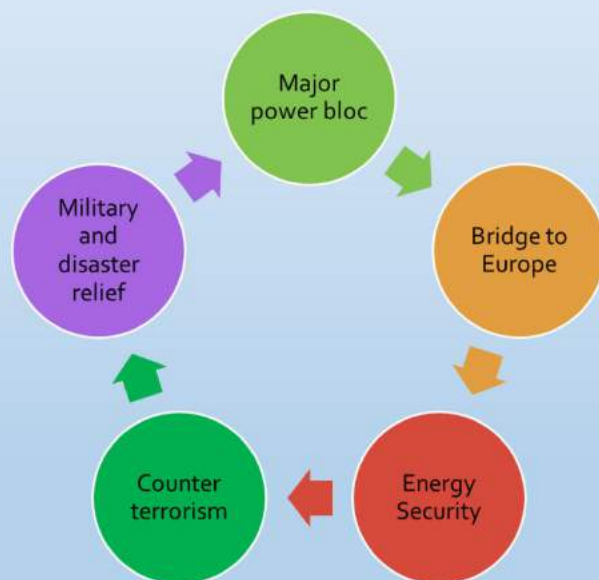 Major
power bloc
Bridge to
Europe
Energy
Security
Counter
terrorism
Military
and
disaster
relief